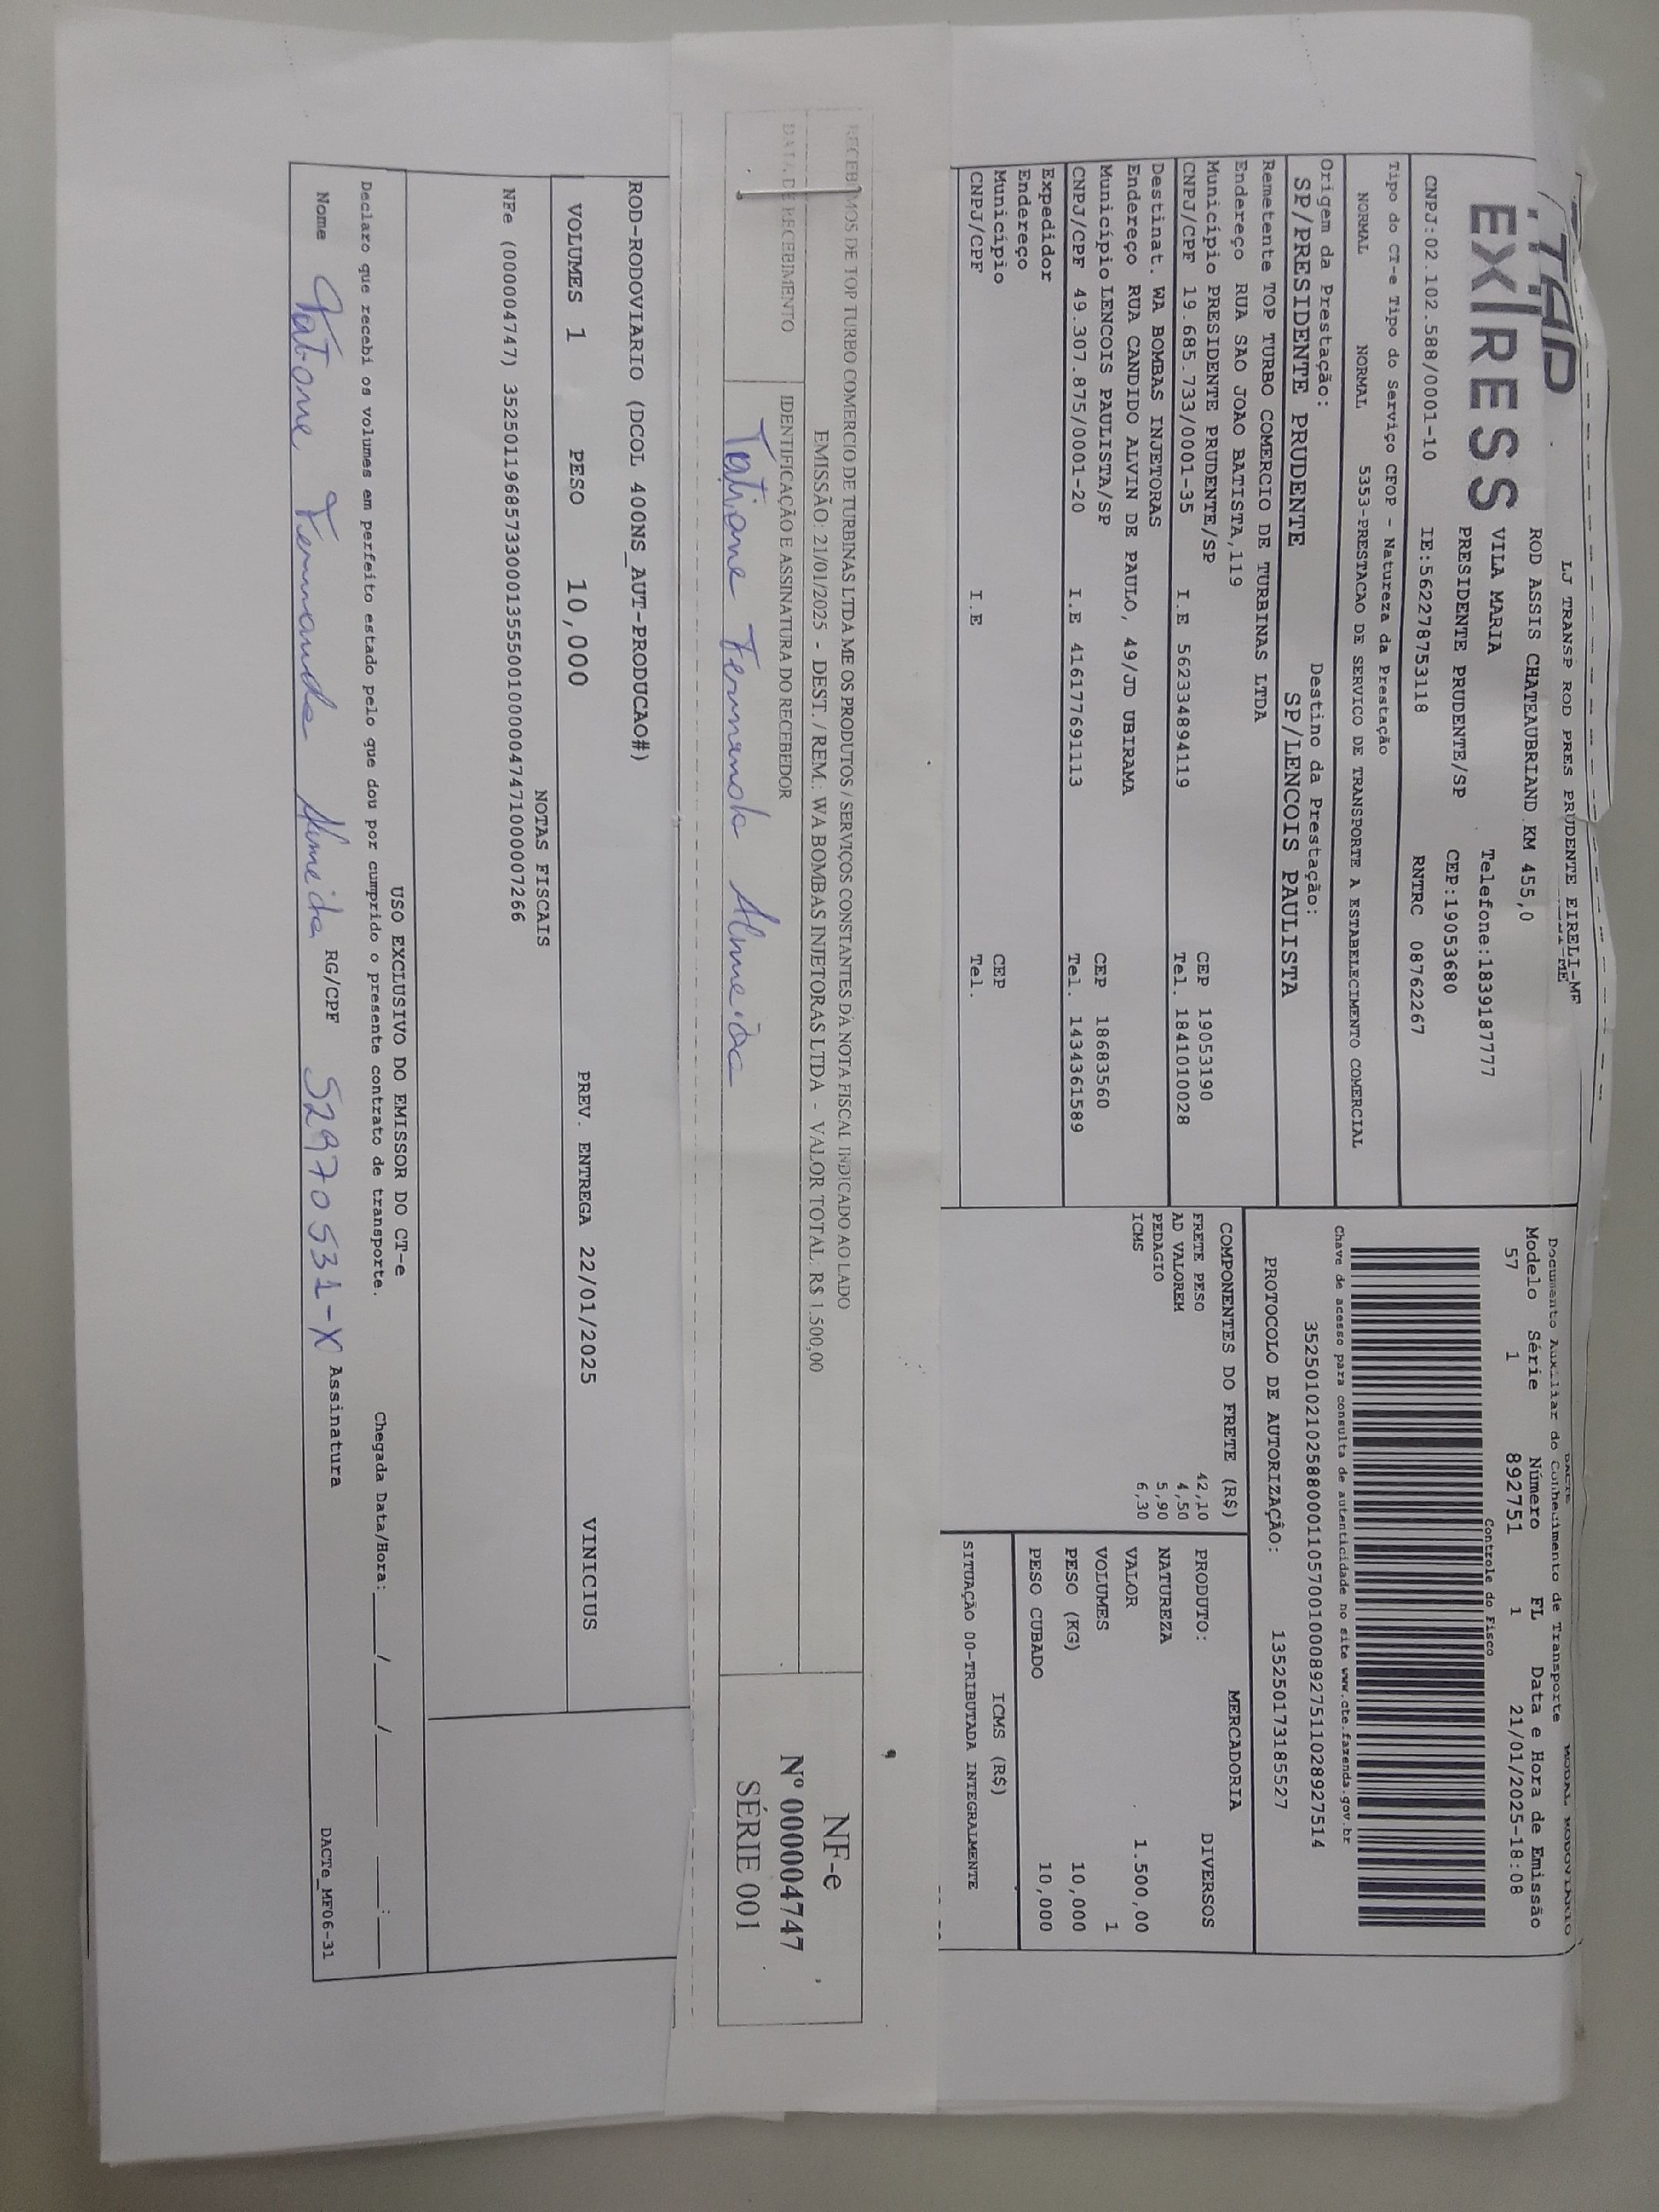 TAP
EXPRESS
LJ TRANSP ROD PRES PRUDENTE EIRELI-ME
ROD ASSIS CHATEAUBRIAND KM 455,0
VILA MARIA Telefone:1839187777
PRESIDENTE PRUDENTE/SP CEP:19053680
CNPJ:02.102.588/0001-10 IE:562278753118 RNTRC 08762267
Tipo do CT-e Tipo do Serviço CFOP - Natureza da Prestação
NORMAL NORMAL 5353-PRESTACAO DE SERVICO DE TRANSPORTE A ESTABELECIMENTO COMERCIAL
Origem da Prestação: Destino da Prestação:
SP/PRESIDENTE PRUDENTE SP/LENCOIS PAULISTA
Remetente TOP TURBO COMERCIO DE TURBINAS LTDA
Endereço RUA SAO JOAO BATISTA,119 CEP 19053190
Município PRESIDENTE PRUDENTE/SP Tel. 1841010028
CNPJ/CPF 19.685.733/0001-35 I.E 562334894119
Destinat. WA BOMBAS INJETORAS
Endereço RUA CANDIDO ALVIN DE PAULO, 49/JD UBIRAMA
Município LENCOIS PAULISTA/SP CEP 18683560
CNPJ/CPF 49.307.875/0001-20 I.E 416177691113 Tel. 1434361589
Expedidor
Endereço
Município CEP
CNPJ/CPF I.E Tel.
DACTE MODAL RODOVIARIO
Documento Auxiliar do Conhecimento de Transporte
Modelo Série Número FL Data e Hora de Emissão
57 1 892751 1 21/01/2025-18:08
Controle do Fisco
Chave de acesso para consulta de autenticidade no site www.cte.fazenda.gov.br
35250102102588000110570010008927511028927514
PROTOCOLO DE AUTORIZAÇÃO: 135250173185527
COMPONENTES DO FRETE (R$)
FRETE PESO 42,10
AD VALOREM 4,50
PEDAGIO 5,90
ICMS 6,30
MERCADORIA
PRODUTO: DIVERSOS
NATUREZA
VALOR 1.500,00
VOLUMES 1
PESO (KG) 10,000
PESO CUBADO 10,000
ICMS (R$)
SITUAÇÃO 00-TRIBUTADA INTEGRALMENTE
RECEBEMOS DE TOP TURBO COMERCIO DE TURBINAS LTDA ME OS PRODUTOS / SERVIÇOS CONSTANTES DA NOTA FISCAL INDICADO AO LADO
EMISSÃO: 21/01/2025 - DEST. / REM.: WA BOMBAS INJETORAS LTDA - VALOR TOTAL: R$ 1.500,00
DATA DE RECEBIMENTO IDENTIFICAÇÃO E ASSINATURA DO RECEBEDOR
Tatiane Fernanda Almeida
NF-e
Nº 000004747
SÉRIE 001
ROD-RODOVIARIO (DCOL 400NS_AUT-PRODUCAO#)
VOLUMES 1 PESO 10,000 PREV. ENTREGA 22/01/2025 VINICIUS
NOTAS FISCAIS
NFe (000004747) 35250119685733000135550010000047471000007266
USO EXCLUSIVO DO EMISSOR DO CT-e
Declaro que recebi os volumes em perfeito estado pelo que dou por cumprido o presente contrato de transporte. Chegada Data/Hora:____/____/____ ____:____
Nome Tatiane Fernanda Almeida RG/CPF 52970531-X Assinatura
DACTe_MF06-31